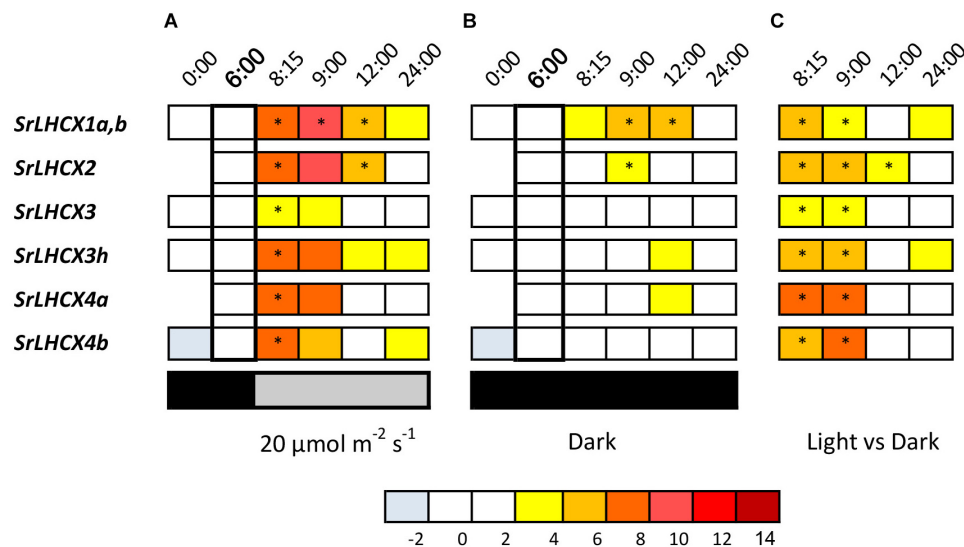 A B C
0:00 6:00 8:15 9:00 12:00 24:00 0:00 6:00 8:15 9:00 12:00 24:00 8:15 9:00 12:00 24:00
SrLHCX1a,b * * * * * * *
SrLHCX2 * * * * * *
SrLHCX3 * * *
SrLHCX3h * * *
SrLHCX4a * * *
SrLHCX4b * * *
20 μmol m⁻² s⁻¹ Dark Light vs Dark
-2 0 2 4 6 8 10 12 14